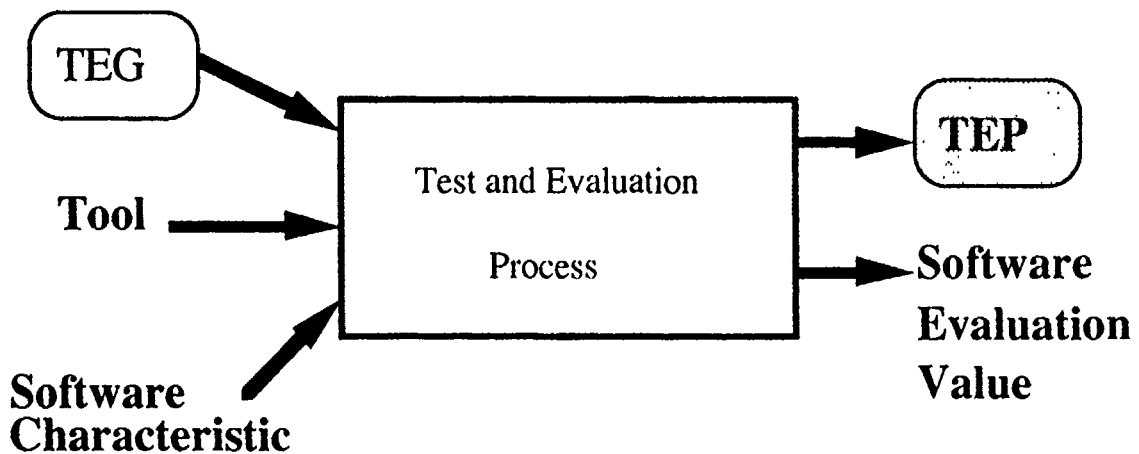 TEG
Tool
Software
Characteristic
Test and Evaluation
Process
TEP
Software
Evaluation
Value